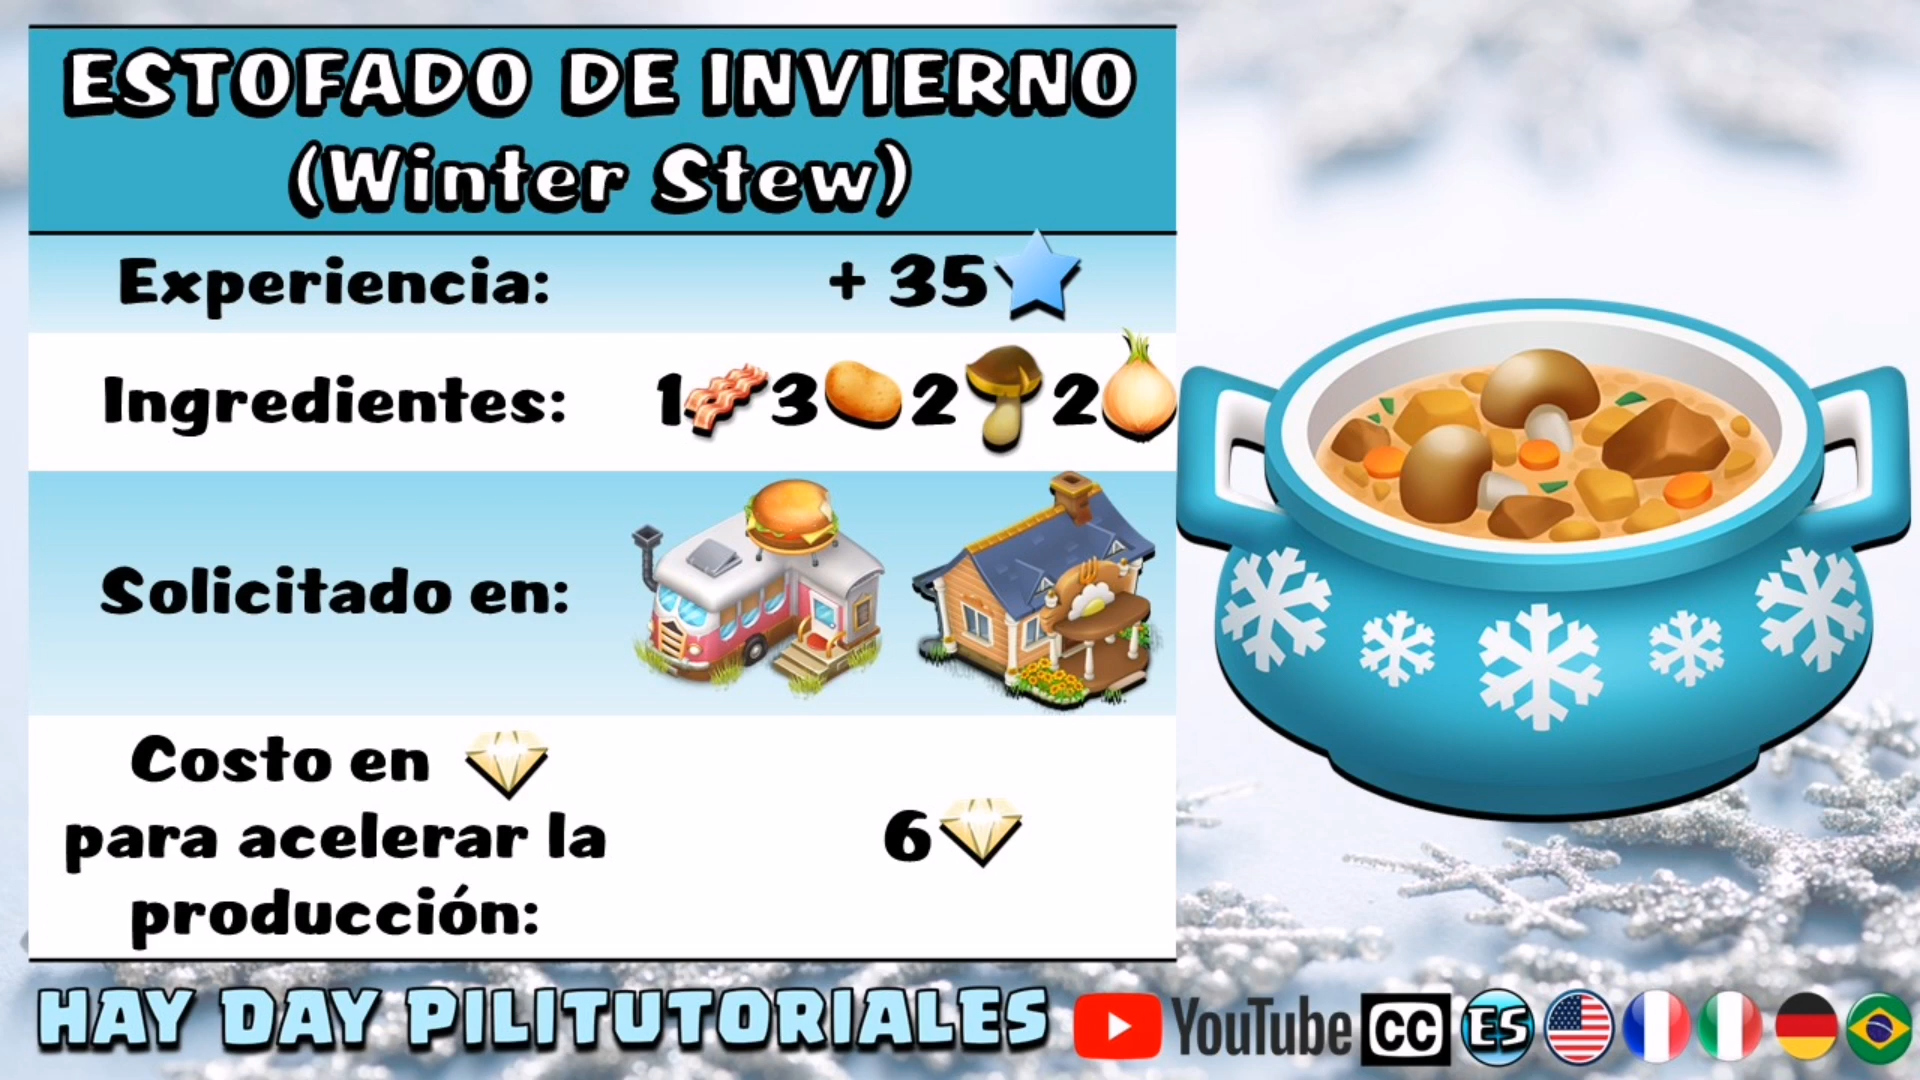 ESTOFADO DE INVIERNO
(Winter Stew)
Experiencia: + 35
Ingredientes: 1 3 2 2
Solicitado en:
Costo en
para acelerar la
producción:
6
HAY DAY PILITUTORIALES YouTube CC ES